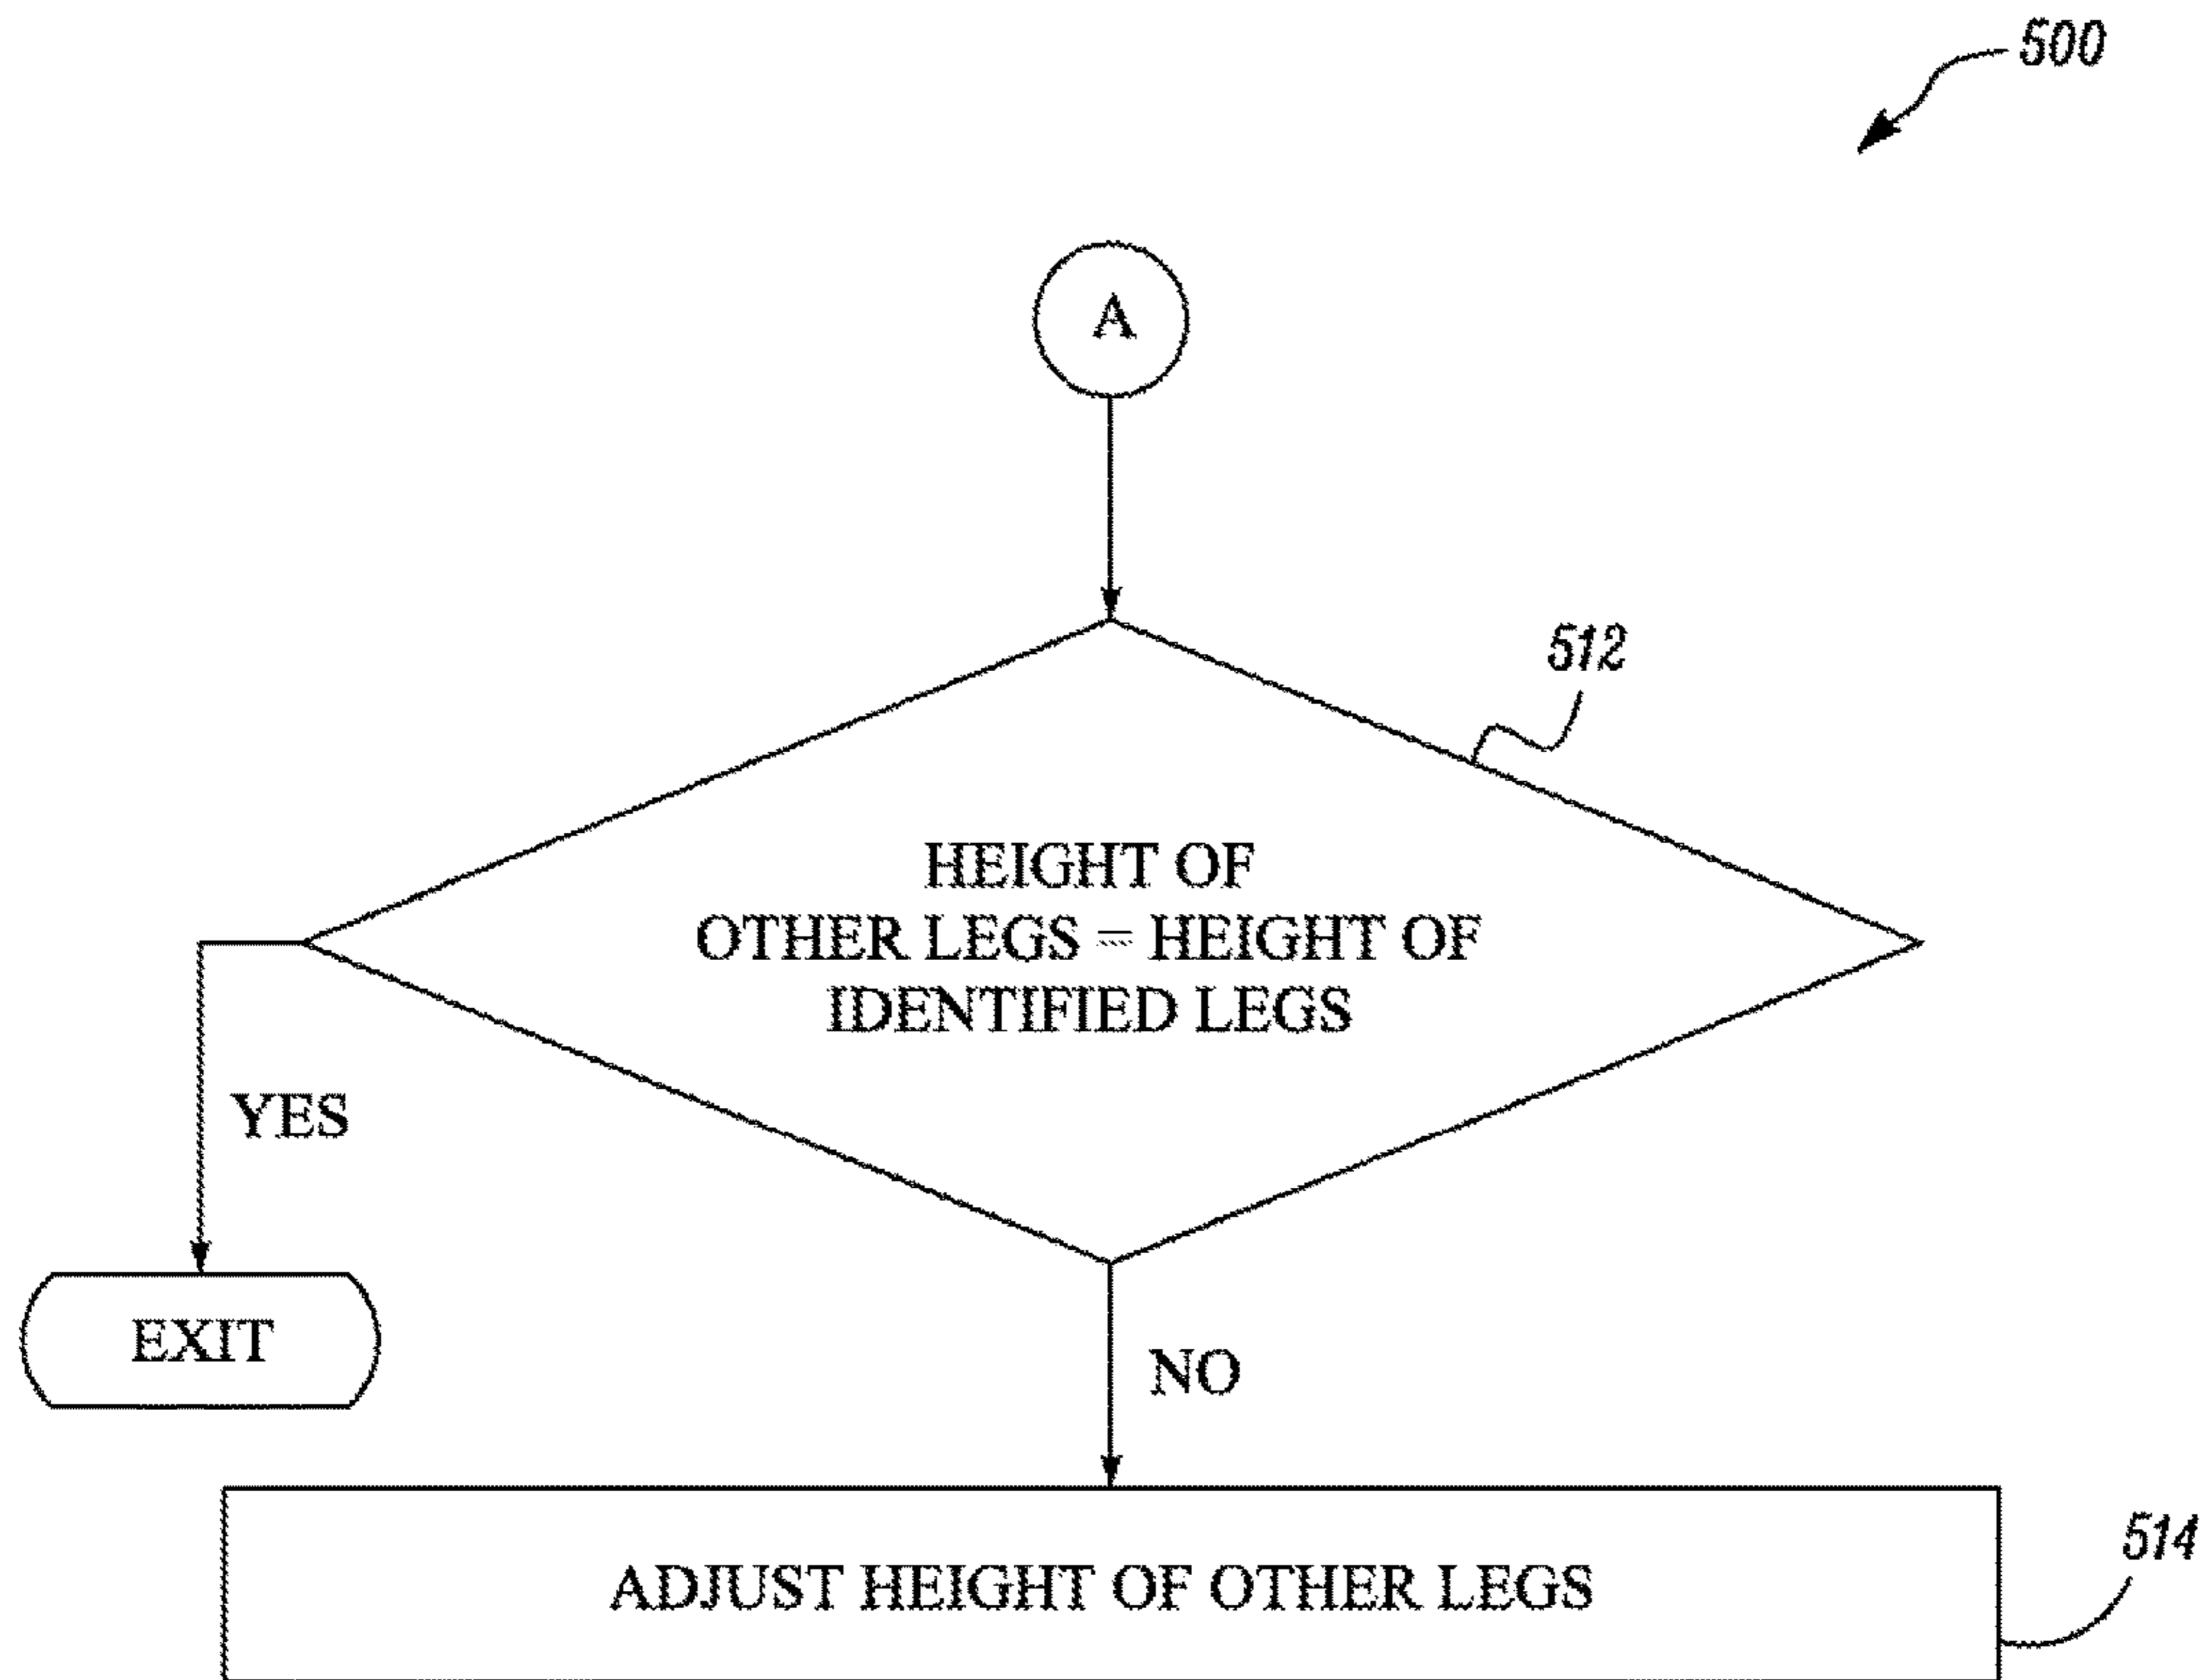 500
A
512
HEIGHT OF
OTHER LEGS = HEIGHT OF
IDENTIFIED LEGS
YES
EXIT
NO
ADJUST HEIGHT OF OTHER LEGS
514